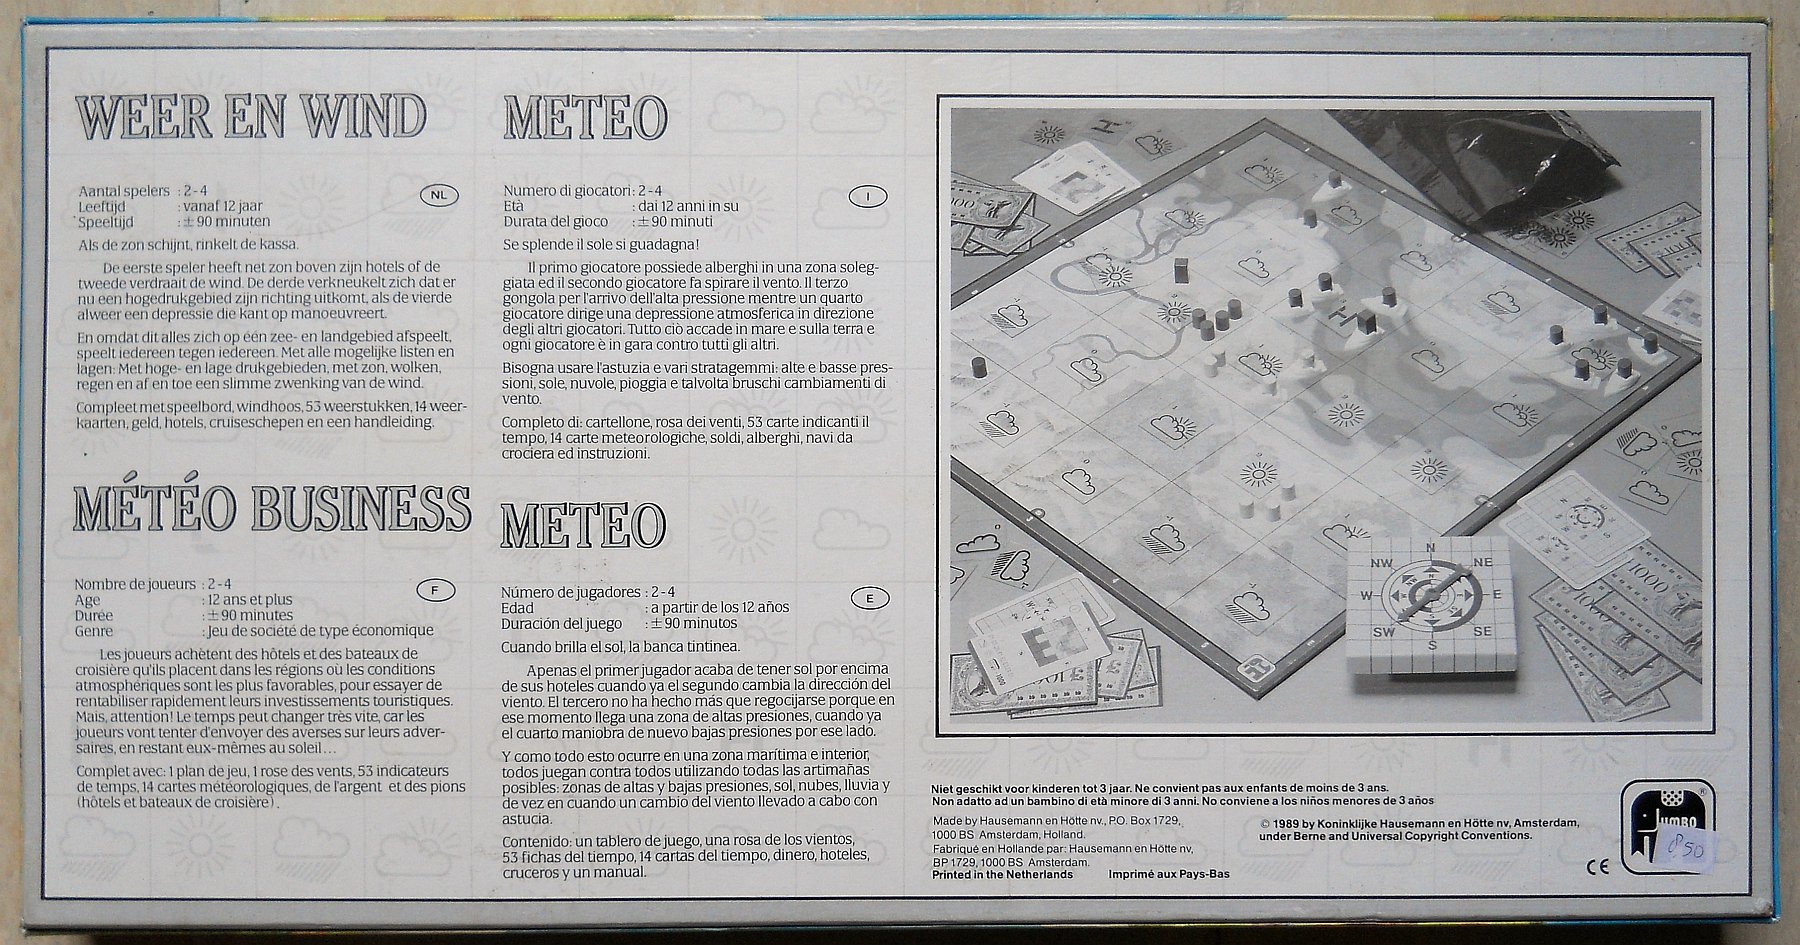 WEER EN WIND
Aantal spelers : 2-4
Leeftijd : vanaf 12 jaar
Speeltijd : ± 90 minuten
NL
Als de zon schijnt, rinkelt de kassa.
De eerste speler heeft net zon boven zijn hotels of de
tweede verdraait de wind. De derde verkneukelt zich dat er
nu een hogedrukgebied zijn richting uitkomt, als de vierde
alweer een depressie die kant op manoeuvreert.
En omdat dit alles zich op één zee- en landgebied afspeelt,
speelt iedereen tegen iedereen. Met alle mogelijke listen en
lagen: Met hoge- en lage drukgebieden, met zon, wolken,
regen en af en toe een slimme zwenking van de wind.
Compleet met speelbord, windhoos, 53 weerstukken, 14 weer-
kaarten, geld, hotels, cruiseschepen en een handleiding.
MÉTÉO BUSINESS
Nombre de joueurs : 2-4
Age : 12 ans et plus
Durée : ± 90 minutes
Genre : Jeu de société de type économique
F
Les joueurs achètent des hôtels et des bateaux de
croisière qu'ils placent dans les régions où les conditions
atmosphériques sont les plus favorables, pour essayer de
rentabiliser rapidement leurs investissements touristiques.
Mais, attention! Le temps peut changer très vite, car les
joueurs vont tenter d'envoyer des averses sur leurs adver-
saires, en restant eux-mêmes au soleil...
Complet avec: 1 plan de jeu, 1 rose des vents, 53 indicateurs
de temps, 14 cartes météorologiques, de l'argent et des pions
(hôtels et bateaux de croisière).
METEO
Numero di giocatori: 2-4
Età : dai 12 anni in su
Durata del gioco : ± 90 minuti
I
Se splende il sole si guadagna!
Il primo giocatore possiede alberghi in una zona soleg-
giata ed il secondo giocatore fa spirare il vento. Il terzo
gongola per l'arrivo dell'alta pressione mentre un quarto
giocatore dirige una depressione atmosferica in direzione
degli altri giocatori. Tutto ciò accade in mare e sulla terra e
ogni giocatore è in gara contro tutti gli altri.
Bisogna usare l'astuzia e vari stratagemmi: alte e basse pres-
sioni, sole, nuvole, pioggia e talvolta bruschi cambiamenti di
vento.
Completo di: cartellone, rosa dei venti, 53 carte indicanti il
tempo, 14 carte meteorologiche, soldi, alberghi, navi da
crociera ed instruzioni.
METEO
Número de jugadores : 2-4
Edad : a partir de los 12 años
Duración del juego : ± 90 minutos
E
Cuando brilla el sol, la banca tintinea.
Apenas el primer jugador acaba de tener sol por encima
de sus hoteles cuando ya el segundo cambia la dirección del
viento. El tercero no ha hecho más que regocijarse porque en
ese momento llega una zona de altas presiones, cuando ya
el cuarto maniobra de nuevo bajas presiones por ese lado.
Y como todo esto ocurre en una zona marítima e interior,
todos juegan contra todos utilizando todas las artimañas
posibles: zonas de altas y bajas presiones, sol, nubes, lluvia y
de vez en cuando un cambio del viento llevado a cabo con
astucia.
Contenido: un tablero de juego, una rosa de los vientos,
53 fichas del tiempo, 14 cartas del tiempo, dinero, hoteles,
cruceros y un manual.
N
NW NE
W E
SW SE
S
1000
Niet geschikt voor kinderen tot 3 jaar. Ne convient pas aux enfants de moins de 3 ans.
Non adatto ad un bambino di età minore di 3 anni. No conviene a los niños menores de 3 años
Made by Hausemann en Hötte nv., P.O. Box 1729,
1000 BS Amsterdam, Holland.
Fabriqué en Hollande par: Hausemann en Hötte nv,
BP 1729, 1000 BS Amsterdam.
Printed in the Netherlands Imprimé aux Pays-Bas
© 1989 by Koninklijke Hausemann en Hötte nv, Amsterdam,
under Berne and Universal Copyright Conventions.
CE
JUMBO
®
850